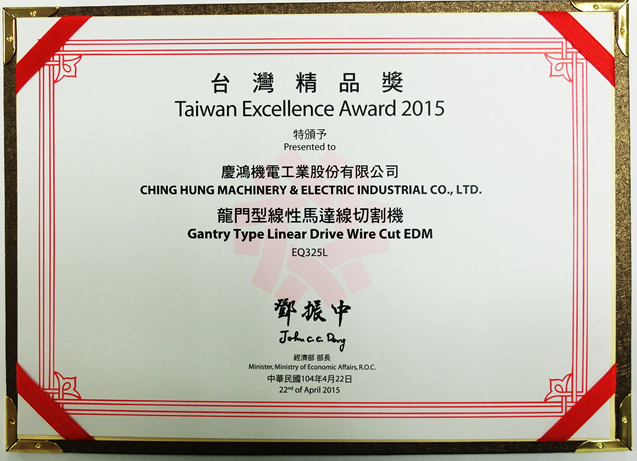 台灣精品獎
Taiwan Excellence Award 2015
特頒予
Presented to
慶鴻機電工業股份有限公司
CHING HUNG MACHINERY & ELECTRIC INDUSTRIAL CO., LTD.
龍門型線性馬達線切割機
Gantry Type Linear Drive Wire Cut EDM
EQ325L
鄧振中
John C.C. Deng
經濟部 部長
Minister, Ministry of Economic Affairs, R.O.C.
中華民國104年4月22日
22nd of April 2015